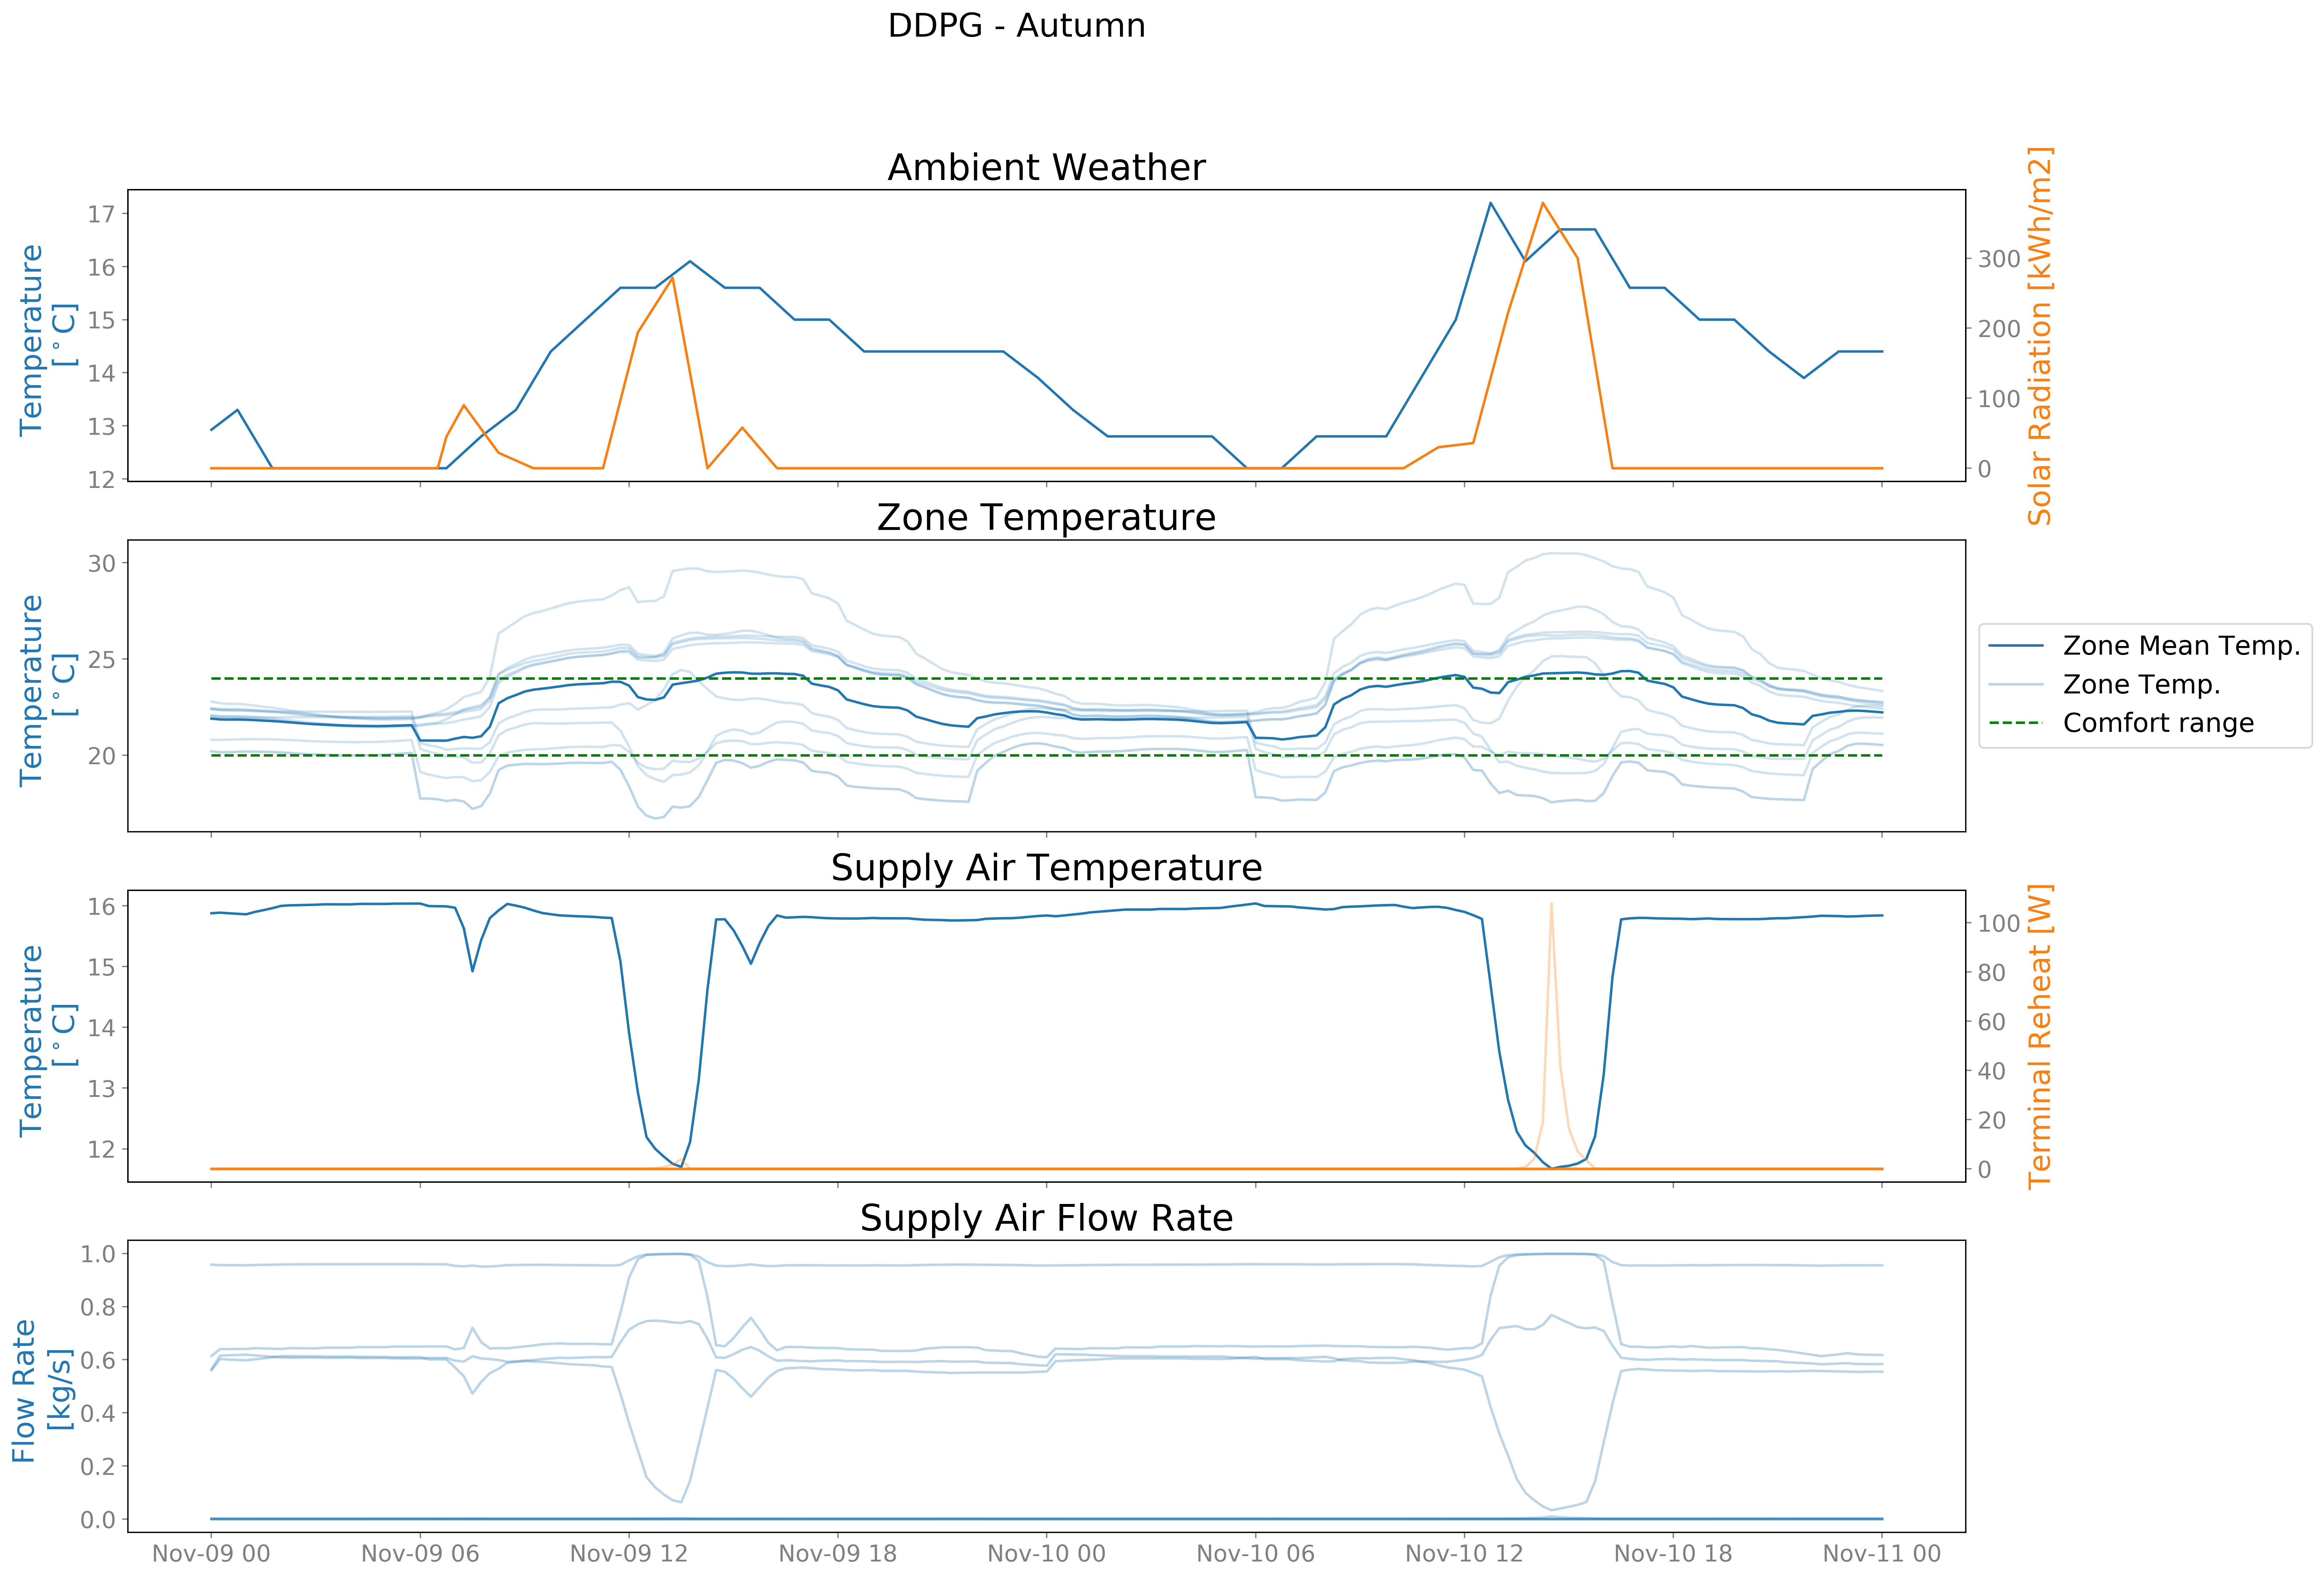 DDPG - Autumn
Ambient Weather
Temperature
[°C]
17
16
15
14
13
12
300
200
100
0
Solar Radiation [kWh/m2]
Zone Temperature
Temperature
[°C]
30
25
20
Zone Mean Temp.
Zone Temp.
Comfort range
Supply Air Temperature
Temperature
[°C]
16
15
14
13
12
100
80
60
40
20
0
Terminal Reheat [W]
Supply Air Flow Rate
Flow Rate
[kg/s]
1.0
0.8
0.6
0.4
0.2
0.0
Nov-09 00
Nov-09 06
Nov-09 12
Nov-09 18
Nov-10 00
Nov-10 06
Nov-10 12
Nov-10 18
Nov-11 00